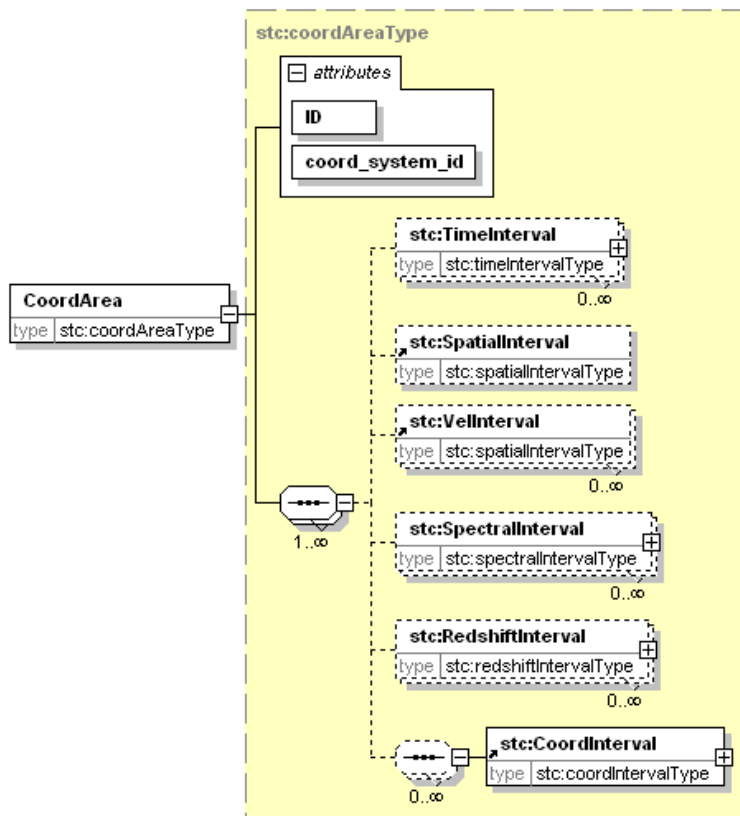 stc:coordAreaType
attributes
ID
coord_system_id
stc:TimeInterval
type stc:timeIntervalType
0..∞
CoordArea
type stc:coordAreaType
stc:SpatialInterval
type stc:spatialIntervalType
stc:VelInterval
type stc:spatialIntervalType
0..∞
1..∞
stc:SpectralInterval
type stc:spectralIntervalType
0..∞
stc:RedshiftInterval
type stc:redshiftIntervalType
0..∞
stc:CoordInterval
type stc:coordIntervalType
0..∞